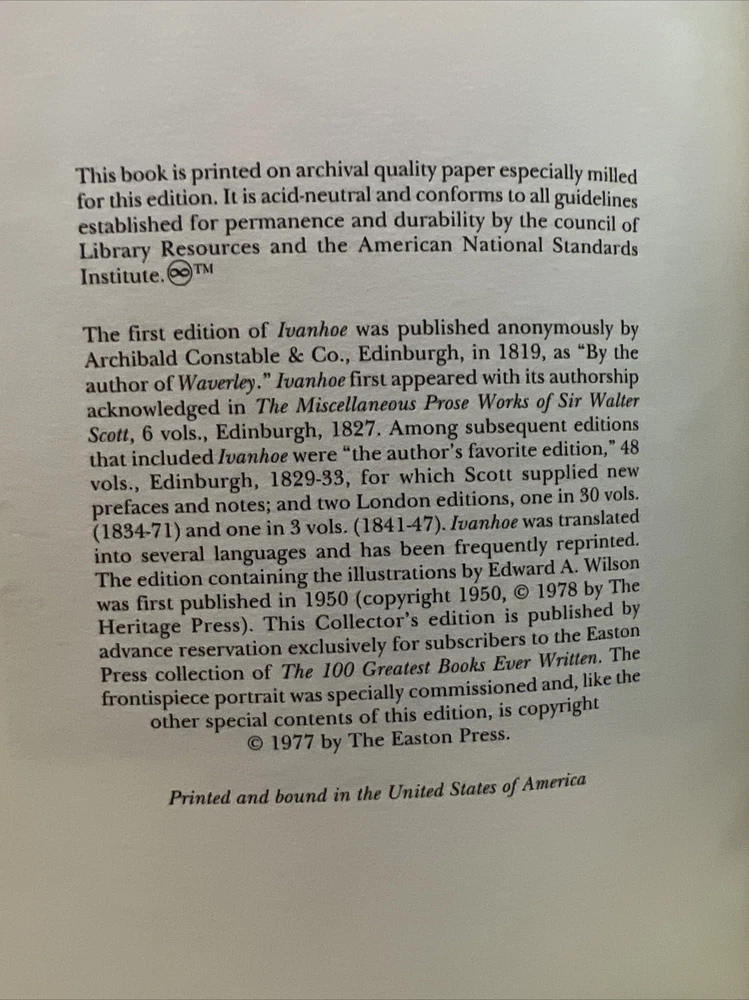 This book is printed on archival quality paper especially milled
for this edition. It is acid-neutral and conforms to all guidelines
established for permanence and durability by the council of
Library Resources and the American National Standards
Institute.♾™
The first edition of Ivanhoe was published anonymously by
Archibald Constable & Co., Edinburgh, in 1819, as “By the
author of Waverley.” Ivanhoe first appeared with its authorship
acknowledged in The Miscellaneous Prose Works of Sir Walter
Scott, 6 vols., Edinburgh, 1827. Among subsequent editions
that included Ivanhoe were “the author's favorite edition,” 48
vols., Edinburgh, 1829-33, for which Scott supplied new
prefaces and notes; and two London editions, one in 30 vols.
(1834-71) and one in 3 vols. (1841-47). Ivanhoe was translated
into several languages and has been frequently reprinted.
The edition containing the illustrations by Edward A. Wilson
was first published in 1950 (copyright 1950, © 1978 by The
Heritage Press). This Collector's edition is published by
advance reservation exclusively for subscribers to the Easton
Press collection of The 100 Greatest Books Ever Written. The
frontispiece portrait was specially commissioned and, like the
other special contents of this edition, is copyright
© 1977 by The Easton Press.
Printed and bound in the United States of America